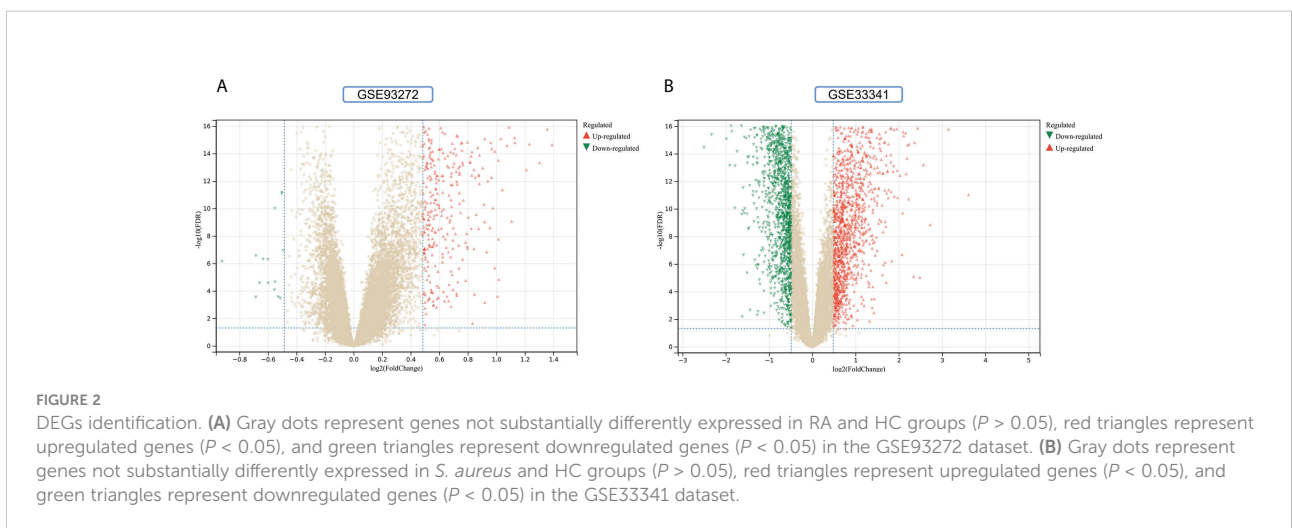 A
GSE93272
16
14
12
10
8
6
4
2
0
-log10(FDR)
−0.8 −0.6 −0.4 −0.2 0.0 0.2 0.4 0.6 0.8 1.0 1.2 1.4
log2(FoldChange)
Regulated
Up-regulated
Down-regulated
B
GSE33341
16
14
12
10
8
6
4
2
0
-log10(FDR)
−3 −2 −1 0 1 2 3 4 5
log2(FoldChange)
Regulated
Down-regulated
Up-regulated
FIGURE 2
DEGs identification. (A) Gray dots represent genes not substantially differently expressed in RA and HC groups (P > 0.05), red triangles represent
upregulated genes (P < 0.05), and green triangles represent downregulated genes (P < 0.05) in the GSE93272 dataset. (B) Gray dots represent
genes not substantially differently expressed in S. aureus and HC groups (P > 0.05), red triangles represent upregulated genes (P < 0.05), and
green triangles represent downregulated genes (P < 0.05) in the GSE33341 dataset.